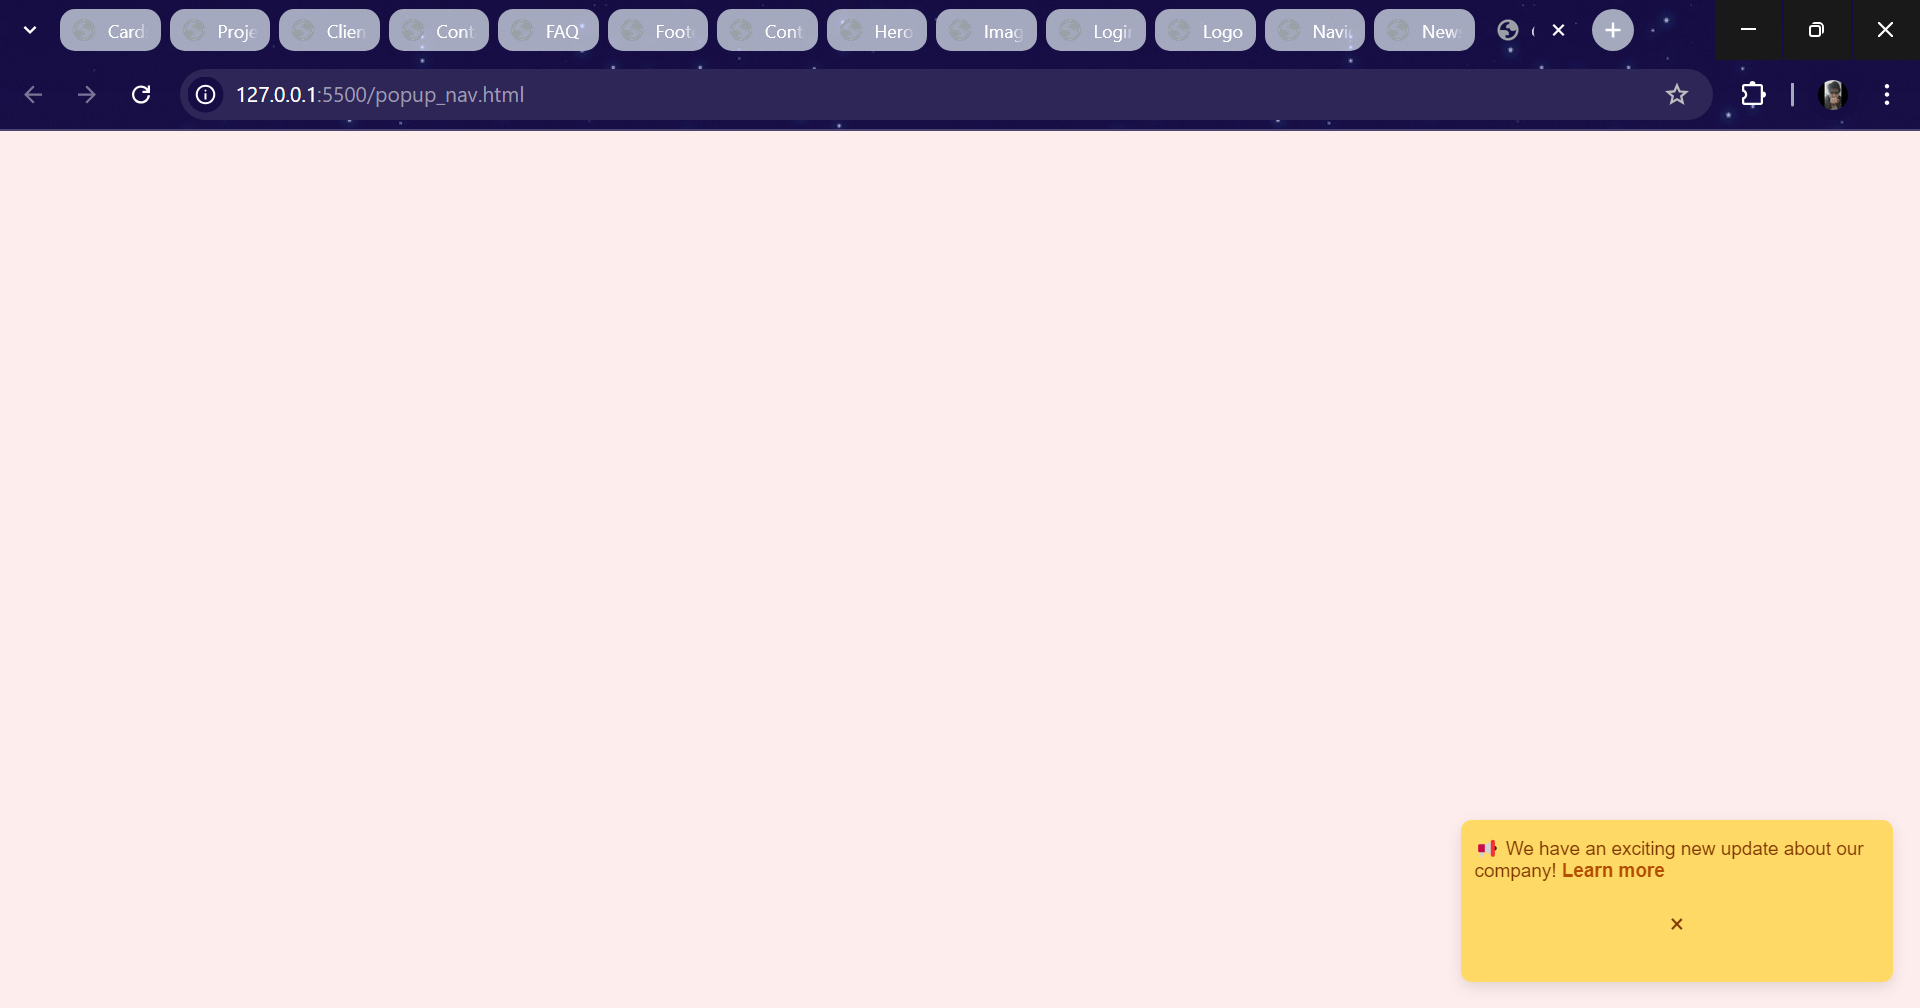 Card
Proje
Clien
Cont
FAQ
Foot
Cont
Hero
Imag
Login
Logo
Navi
New
127.0.0.1:5500/popup_nav.html
We have an exciting new update about our
company! Learn more
×